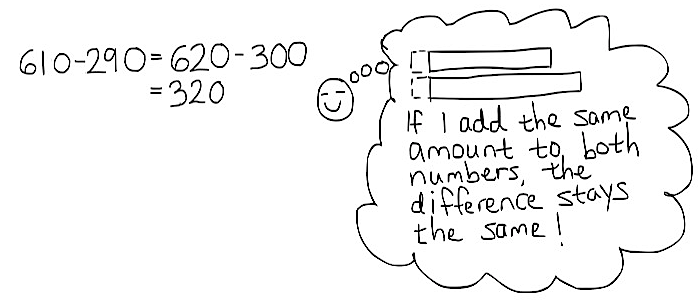 610-290=620-300
=320
If I add the same
amount to both
numbers, the
difference stays
the same!